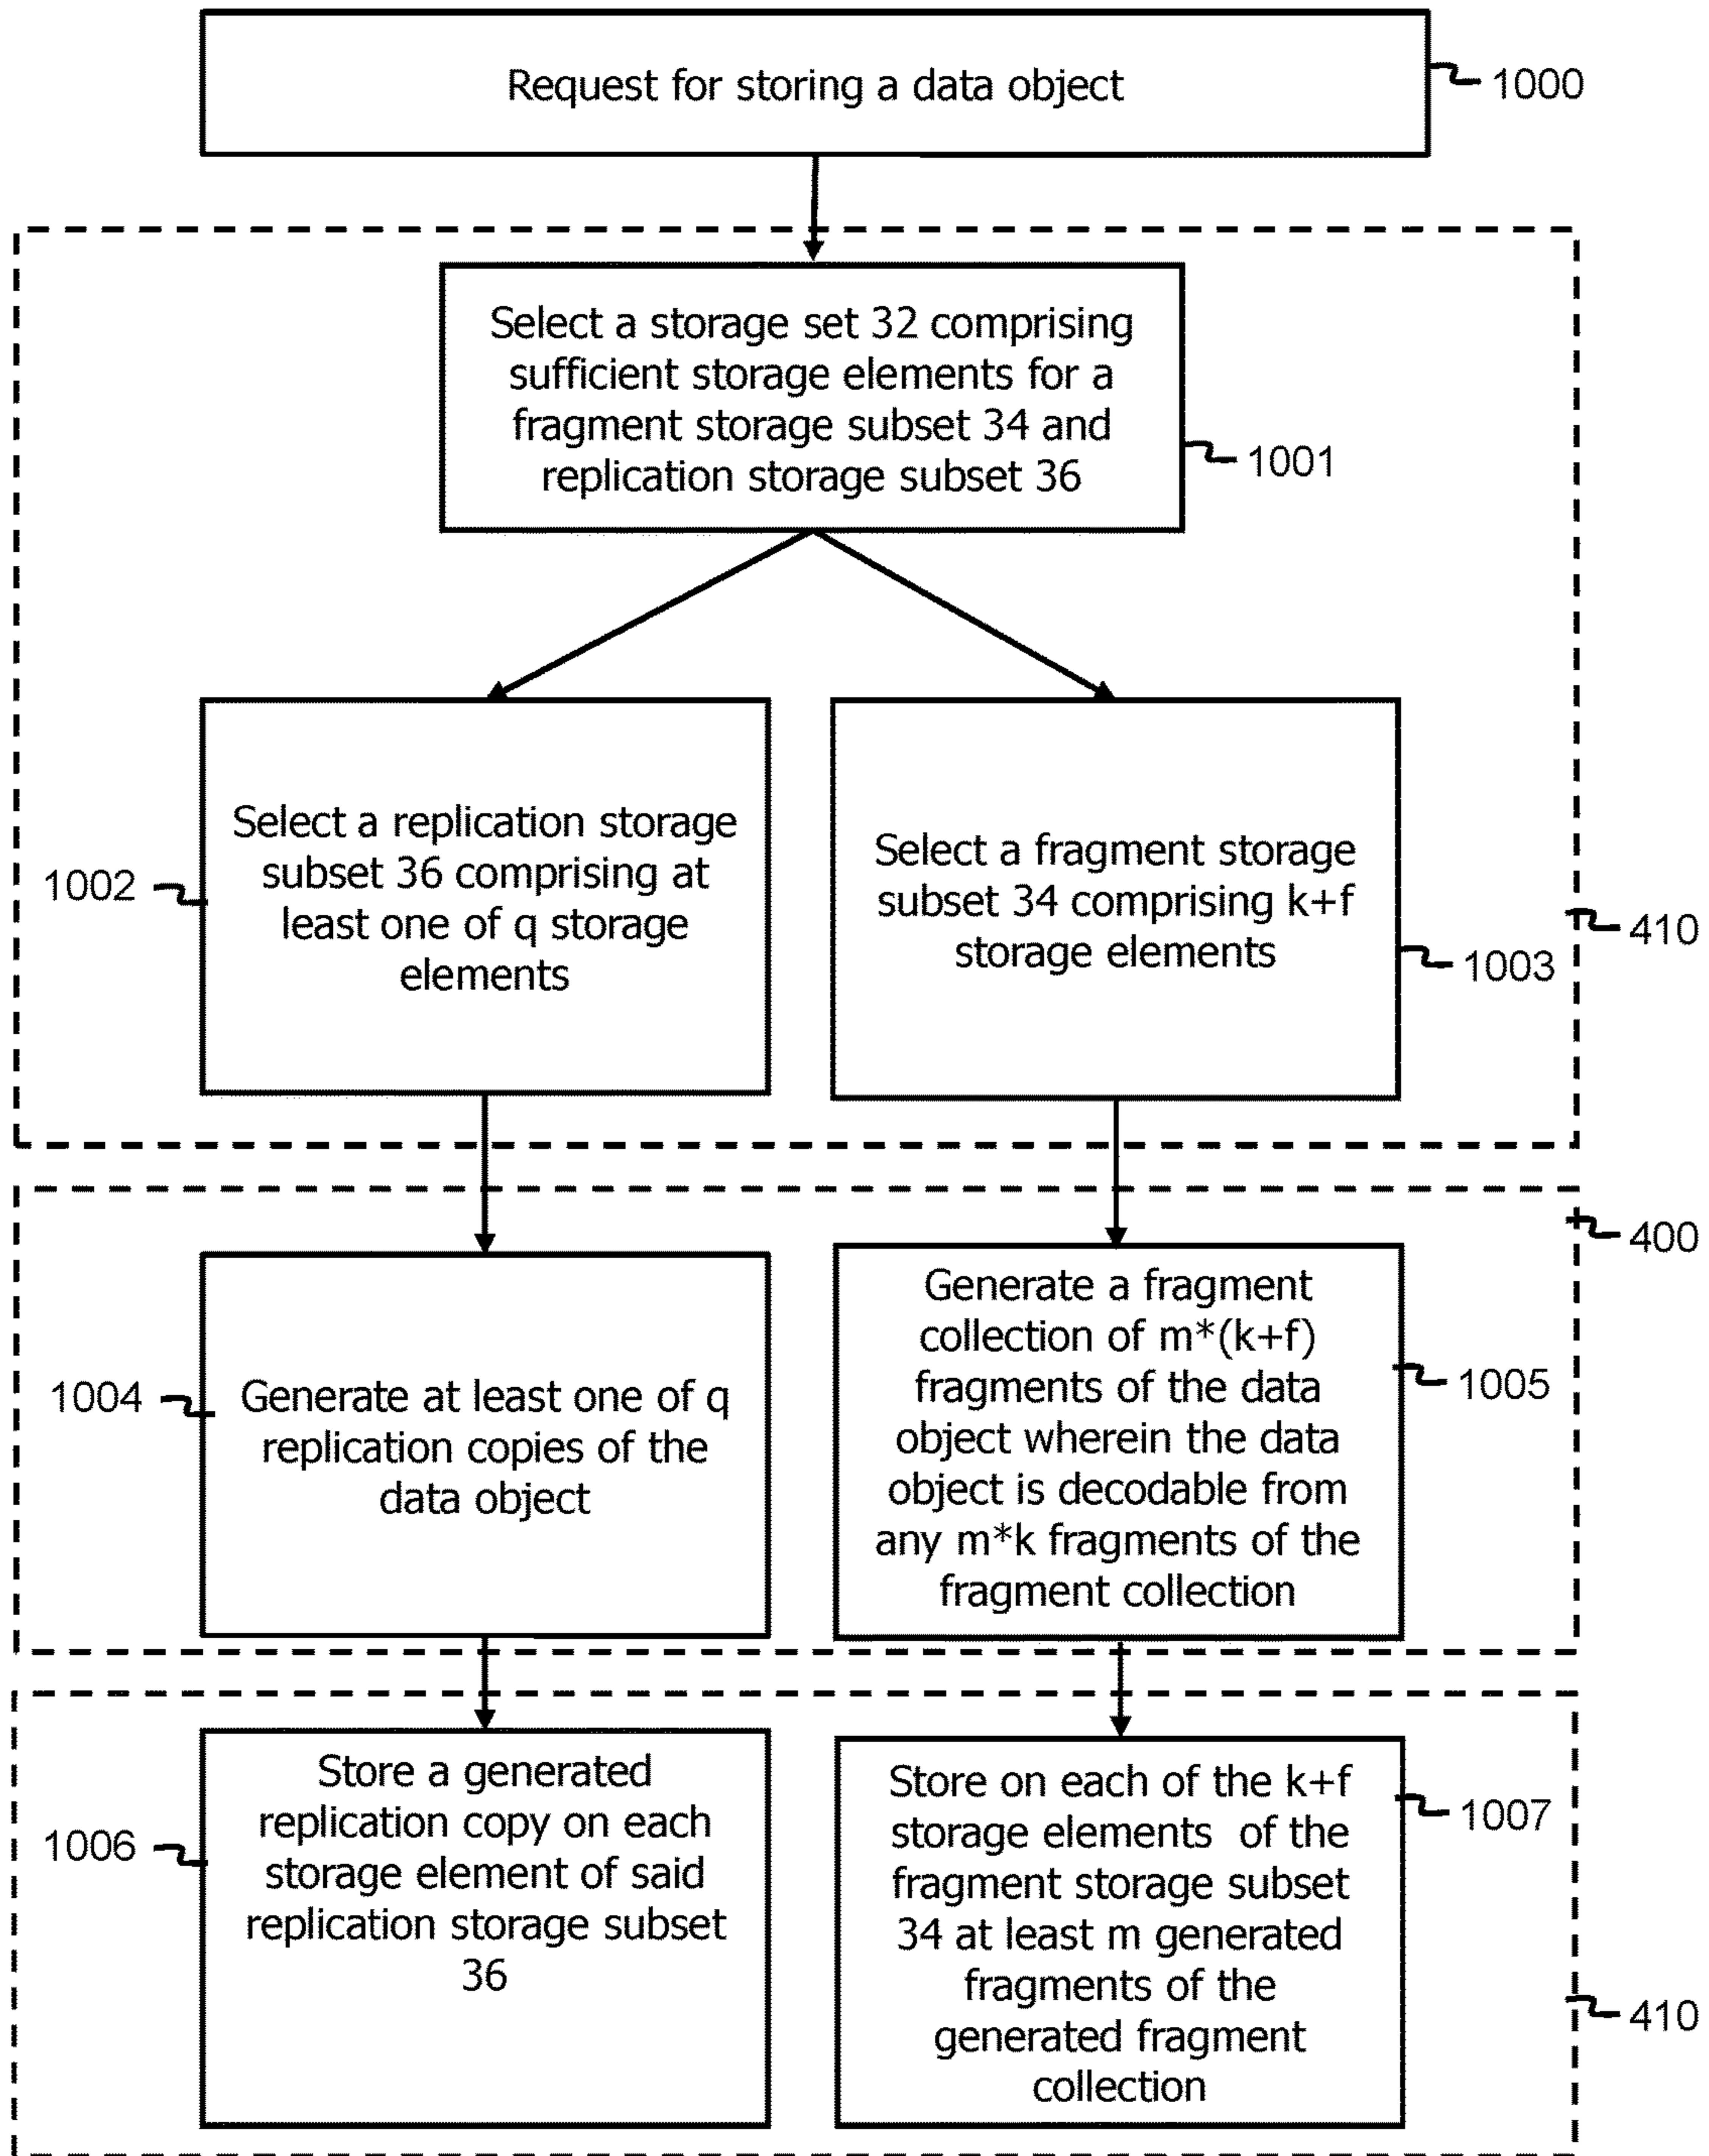 Request for storing a data object
1000
Select a storage set 32 comprising
sufficient storage elements for a
fragment storage subset 34 and
replication storage subset 36
1001
Select a replication storage
subset 36 comprising at
least one of q storage
elements
1002
Select a fragment storage
subset 34 comprising k+f
storage elements
1003
410
400
Generate at least one of q
replication copies of the
data object
1004
Generate a fragment
collection of m*(k+f)
fragments of the data
object wherein the data
object is decodable from
any m*k fragments of the
fragment collection
1005
Store a generated
replication copy on each
storage element of said
replication storage subset
36
1006
Store on each of the k+f
storage elements of the
fragment storage subset
34 at least m generated
fragments of the
generated fragment
collection
1007
410